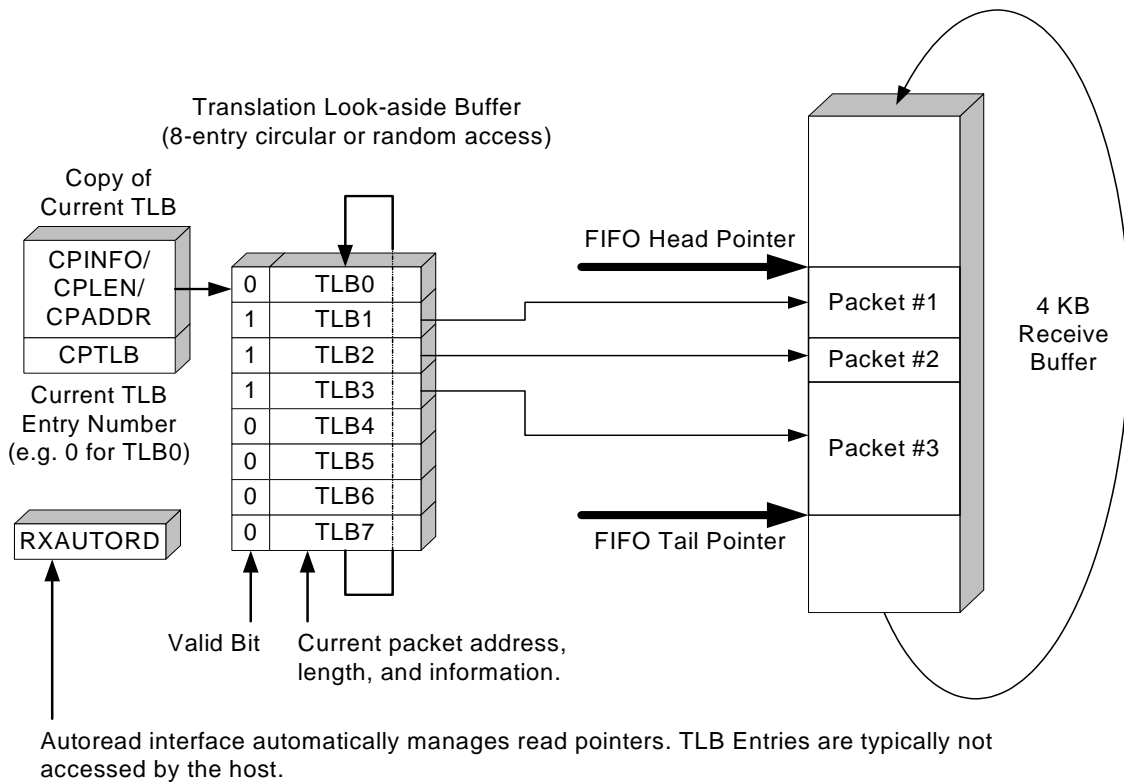 Translation Look-aside Buffer
(8-entry circular or random access)
Copy of
Current TLB
CPINFO/
CPLEN/
CPADDR
CPTLB
Current TLB
Entry Number
(e.g. 0 for TLB0)
RXAUTORD
0 TLB0
1 TLB1
1 TLB2
1 TLB3
0 TLB4
0 TLB5
0 TLB6
0 TLB7
Valid Bit
Current packet address,
length, and information.
FIFO Head Pointer
Packet #1
Packet #2
Packet #3
FIFO Tail Pointer
4 KB
Receive
Buffer
Autoread interface automatically manages read pointers. TLB Entries are typically not
accessed by the host.